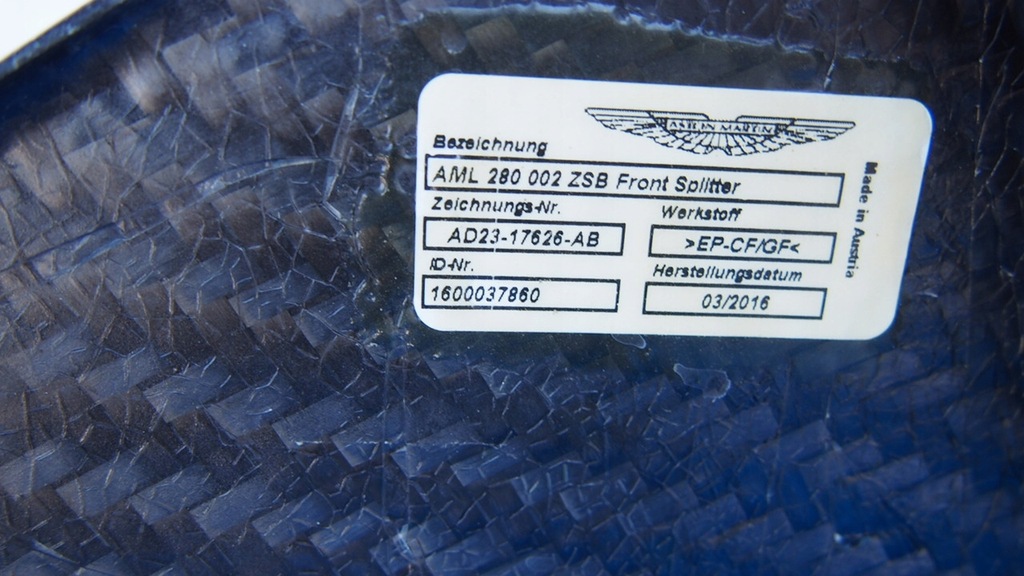 ASTON MARTIN
Bezeichnung
AML 280 002 ZSB Front Splitter
Zeichnungs-Nr.
Werkstoff
AD23-17626-AB
>EP-CF/GF<
ID-Nr.
Herstellungsdatum
1600037860
03/2016
Made in Austria